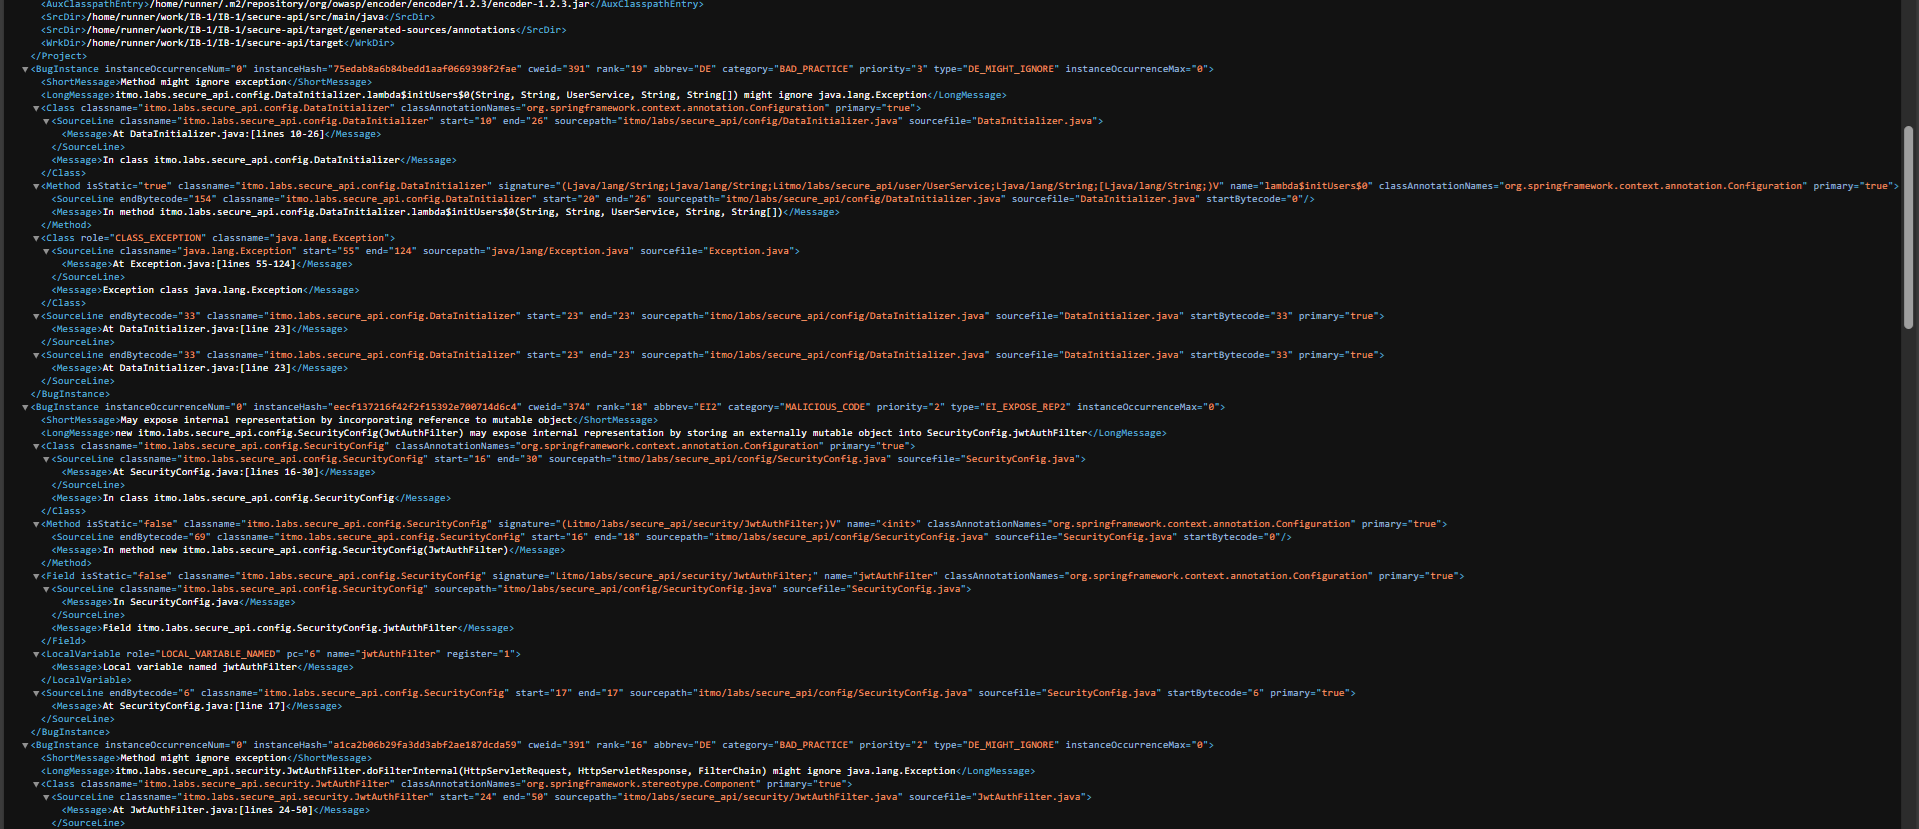 <AuxClasspathEntry>/home/runner/.m2/repository/org/owasp/encoder/encoder/1.2.3/encoder-1.2.3.jar</AuxClasspathEntry>
<SrcDir>/home/runner/work/IB-1/IB-1/secure-api/src/main/java</SrcDir>
<SrcDir>/home/runner/work/IB-1/IB-1/secure-api/target/generated-sources/annotations</SrcDir>
<WrkDir>/home/runner/work/IB-1/IB-1/secure-api/target</WrkDir>
</Project>
▼<BugInstance instanceOccurrenceNum="0" instanceHash="75edab8a6b84bedd1aaf0669398f2fae" cweid="391" rank="19" abbrev="DE" category="BAD_PRACTICE" priority="3" type="DE_MIGHT_IGNORE" instanceOccurrenceMax="0">
<ShortMessage>Method might ignore exception</ShortMessage>
<LongMessage>itmo.labs.secure_api.config.DataInitializer.lambda$initUsers$0(String, String, UserService, String, String[]) might ignore java.lang.Exception</LongMessage>
▼<Class classname="itmo.labs.secure_api.config.DataInitializer" classAnnotationNames="org.springframework.context.annotation.Configuration" primary="true">
▼<SourceLine classname="itmo.labs.secure_api.config.DataInitializer" start="10" end="26" sourcepath="itmo/labs/secure_api/config/DataInitializer.java" sourcefile="DataInitializer.java">
<Message>At DataInitializer.java:[lines 10-26]</Message>
</SourceLine>
<Message>In class itmo.labs.secure_api.config.DataInitializer</Message>
</Class>
▼<Method isStatic="true" classname="itmo.labs.secure_api.config.DataInitializer" signature="(Ljava/lang/String;Ljava/lang/String;Litmo/labs/secure_api/user/UserService;Ljava/lang/String;[Ljava/lang/String;)V" name="lambda$initUsers$0" classAnnotationNames="org.springframework.context.annotation.Configuration" primary="true">
<SourceLine endBytecode="154" classname="itmo.labs.secure_api.config.DataInitializer" start="20" end="26" sourcepath="itmo/labs/secure_api/config/DataInitializer.java" sourcefile="DataInitializer.java" startBytecode="0"/>
<Message>In method itmo.labs.secure_api.config.DataInitializer.lambda$initUsers$0(String, String, UserService, String, String[])</Message>
</Method>
▼<Class role="CLASS_EXCEPTION" classname="java.lang.Exception">
▼<SourceLine classname="java.lang.Exception" start="55" end="124" sourcepath="java/lang/Exception.java" sourcefile="Exception.java">
<Message>At Exception.java:[lines 55-124]</Message>
</SourceLine>
<Message>Exception class java.lang.Exception</Message>
</Class>
▼<SourceLine endBytecode="33" classname="itmo.labs.secure_api.config.DataInitializer" start="23" end="23" sourcepath="itmo/labs/secure_api/config/DataInitializer.java" sourcefile="DataInitializer.java" startBytecode="33" primary="true">
<Message>At DataInitializer.java:[line 23]</Message>
</SourceLine>
▼<SourceLine endBytecode="33" classname="itmo.labs.secure_api.config.DataInitializer" start="23" end="23" sourcepath="itmo/labs/secure_api/config/DataInitializer.java" sourcefile="DataInitializer.java" startBytecode="33" primary="true">
<Message>At DataInitializer.java:[line 23]</Message>
</SourceLine>
</BugInstance>
▼<BugInstance instanceOccurrenceNum="0" instanceHash="eecf137216f42f2f15392e700714d6c4" cweid="374" rank="18" abbrev="EI2" category="MALICIOUS_CODE" priority="2" type="EI_EXPOSE_REP2" instanceOccurrenceMax="0">
<ShortMessage>May expose internal representation by incorporating reference to mutable object</ShortMessage>
<LongMessage>new itmo.labs.secure_api.config.SecurityConfig(JwtAuthFilter) may expose internal representation by storing an externally mutable object into SecurityConfig.jwtAuthFilter</LongMessage>
▼<Class classname="itmo.labs.secure_api.config.SecurityConfig" classAnnotationNames="org.springframework.context.annotation.Configuration" primary="true">
▼<SourceLine classname="itmo.labs.secure_api.config.SecurityConfig" start="16" end="30" sourcepath="itmo/labs/secure_api/config/SecurityConfig.java" sourcefile="SecurityConfig.java">
<Message>At SecurityConfig.java:[lines 16-30]</Message>
</SourceLine>
<Message>In class itmo.labs.secure_api.config.SecurityConfig</Message>
</Class>
▼<Method isStatic="false" classname="itmo.labs.secure_api.config.SecurityConfig" signature="(Litmo/labs/secure_api/security/JwtAuthFilter;)V" name="<init>" classAnnotationNames="org.springframework.context.annotation.Configuration" primary="true">
<SourceLine endBytecode="69" classname="itmo.labs.secure_api.config.SecurityConfig" start="16" end="18" sourcepath="itmo/labs/secure_api/config/SecurityConfig.java" sourcefile="SecurityConfig.java" startBytecode="0"/>
<Message>In method new itmo.labs.secure_api.config.SecurityConfig(JwtAuthFilter)</Message>
</Method>
▼<Field isStatic="false" classname="itmo.labs.secure_api.config.SecurityConfig" signature="Litmo/labs/secure_api/security/JwtAuthFilter;" name="jwtAuthFilter" classAnnotationNames="org.springframework.context.annotation.Configuration" primary="true">
▼<SourceLine classname="itmo.labs.secure_api.config.SecurityConfig" sourcepath="itmo/labs/secure_api/config/SecurityConfig.java" sourcefile="SecurityConfig.java">
<Message>In SecurityConfig.java</Message>
</SourceLine>
<Message>Field itmo.labs.secure_api.config.SecurityConfig.jwtAuthFilter</Message>
</Field>
▼<LocalVariable role="LOCAL_VARIABLE_NAMED" pc="6" name="jwtAuthFilter" register="1">
<Message>Local variable named jwtAuthFilter</Message>
</LocalVariable>
▼<SourceLine endBytecode="6" classname="itmo.labs.secure_api.config.SecurityConfig" start="17" end="17" sourcepath="itmo/labs/secure_api/config/SecurityConfig.java" sourcefile="SecurityConfig.java" startBytecode="6" primary="true">
<Message>At SecurityConfig.java:[line 17]</Message>
</SourceLine>
</BugInstance>
▼<BugInstance instanceOccurrenceNum="0" instanceHash="a1ca2b06b29fa3dd3abf2ae187dcda59" cweid="391" rank="16" abbrev="DE" category="BAD_PRACTICE" priority="2" type="DE_MIGHT_IGNORE" instanceOccurrenceMax="0">
<ShortMessage>Method might ignore exception</ShortMessage>
<LongMessage>itmo.labs.secure_api.security.JwtAuthFilter.doFilterInternal(HttpServletRequest, HttpServletResponse, FilterChain) might ignore java.lang.Exception</LongMessage>
▼<Class classname="itmo.labs.secure_api.security.JwtAuthFilter" classAnnotationNames="org.springframework.stereotype.Component" primary="true">
▼<SourceLine classname="itmo.labs.secure_api.security.JwtAuthFilter" start="24" end="50" sourcepath="itmo/labs/secure_api/security/JwtAuthFilter.java" sourcefile="JwtAuthFilter.java">
<Message>At JwtAuthFilter.java:[lines 24-50]</Message>
</SourceLine>